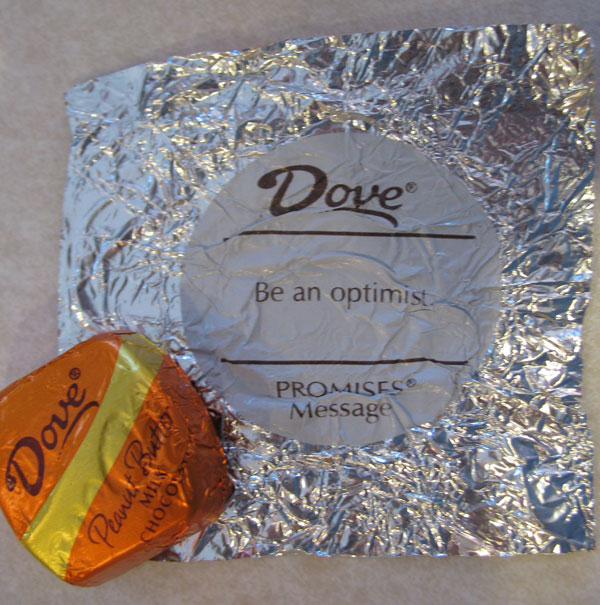 Dove®
Be an optimist.
PROMISES®
Message
Dove®
Peanut Butter
MILK
CHOCO